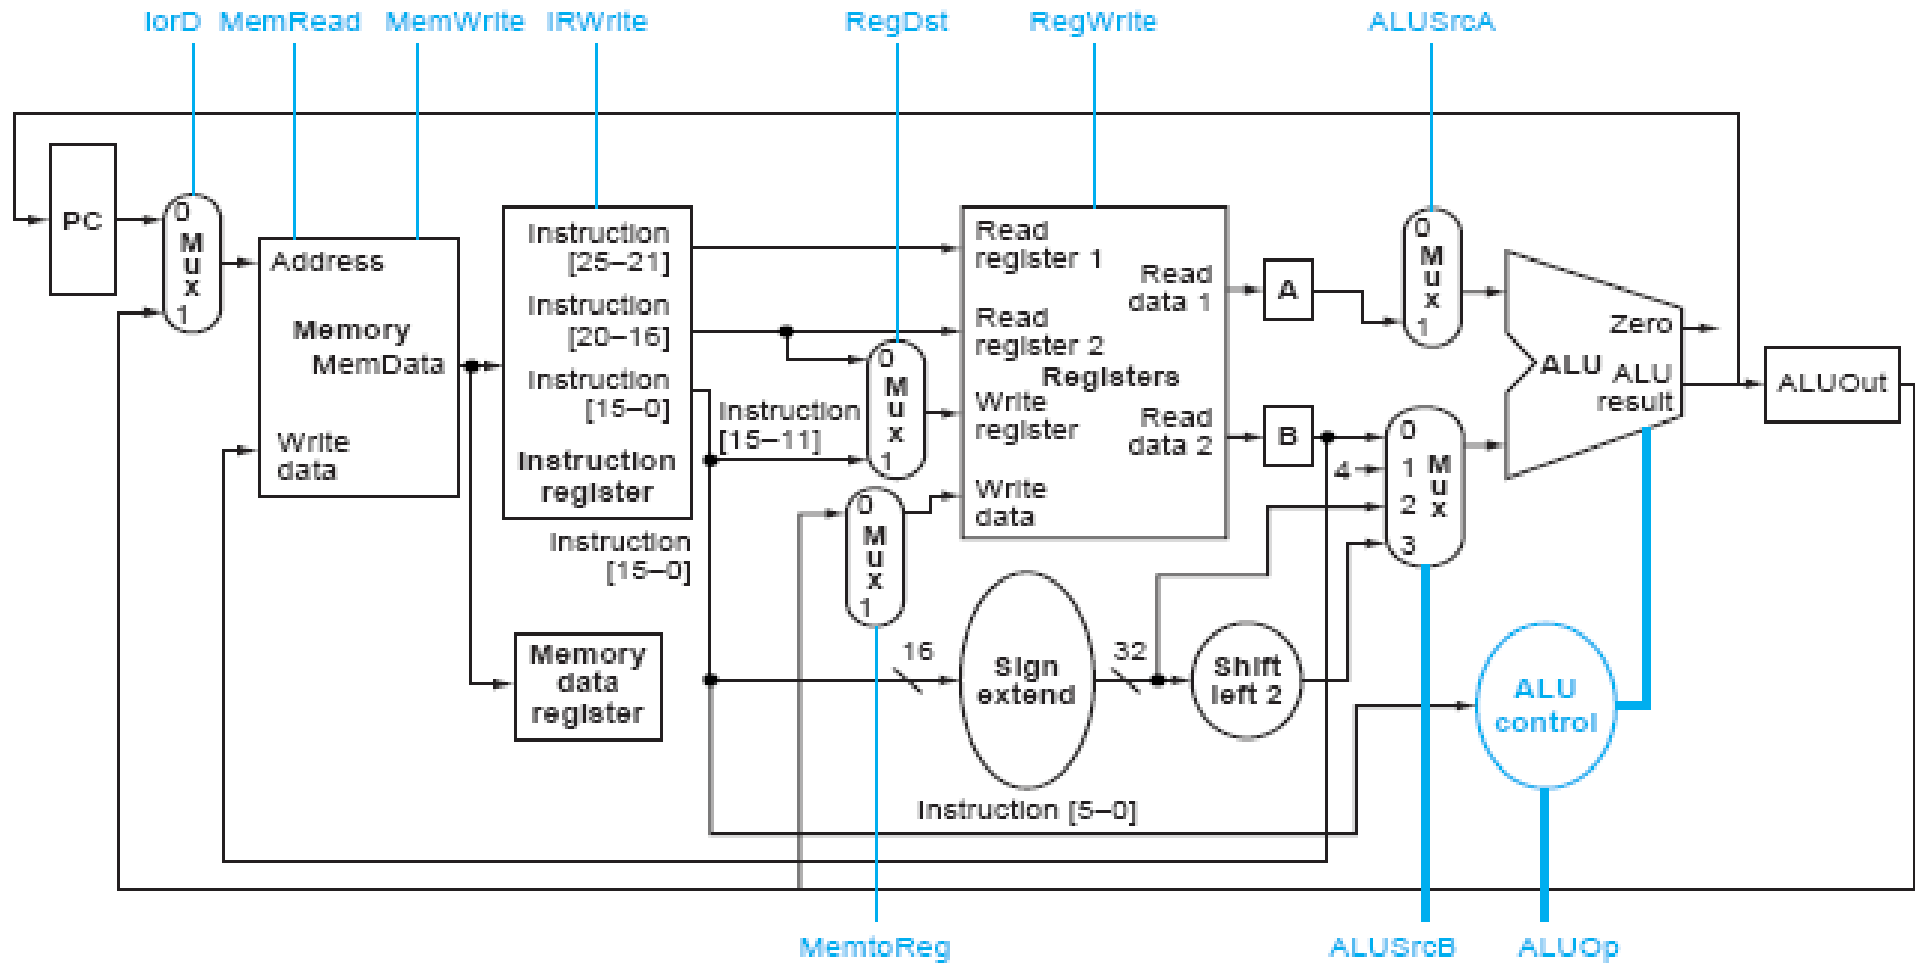 IorD MemRead MemWrite IRWrite RegDst RegWrite ALUSrcA
PC
0
M
u
x
1
Address
Memory
MemData
Write
data
Instruction
[25–21]
Instruction
[20–16]
Instruction
[15–0]
Instruction
register
Instruction
[15–0]
Memory
data
register
Instruction
[15–11]
0
M
u
x
1
0
M
u
x
1
Read
register 1
Read
register 2
Registers
Write
register
Write
data
Read
data 1
Read
data 2
A
B
4
0
M
u
x
1
0
1
2
3
M
u
x
Zero
ALU
ALU
result
ALUOut
16
Sign
extend
32
Shift
left 2
ALU
control
Instruction [5–0]
MemtoReg ALUSrcB ALUOp